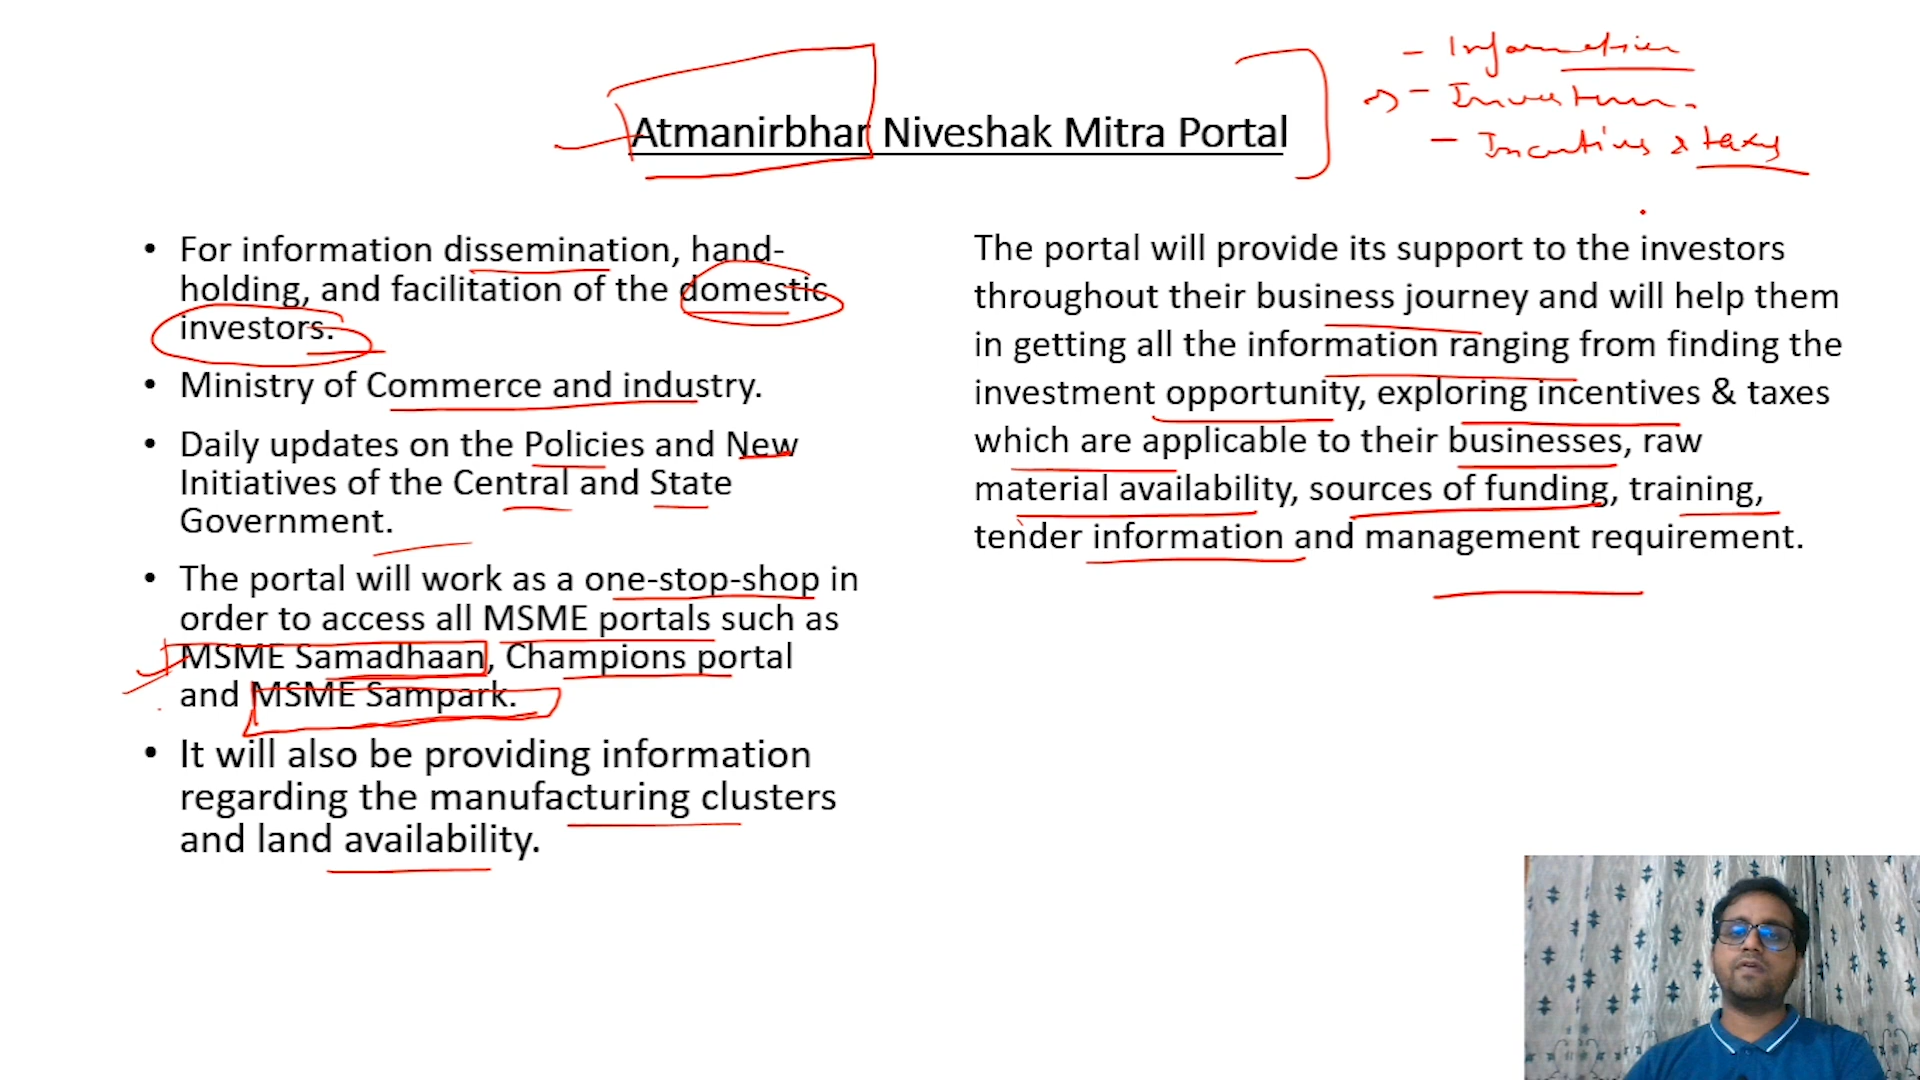 Atmanirbhar Niveshak Mitra Portal
- Information
- Investmen.
- Incentives & taxes
• For information dissemination, hand-
holding, and facilitation of the domestic
investors.
• Ministry of Commerce and industry.
• Daily updates on the Policies and New
Initiatives of the Central and State
Government.
• The portal will work as a one-stop-shop in
order to access all MSME portals such as
MSME Samadhaan, Champions portal
and MSME Sampark.
• It will also be providing information
regarding the manufacturing clusters
and land availability.
The portal will provide its support to the investors
throughout their business journey and will help them
in getting all the information ranging from finding the
investment opportunity, exploring incentives & taxes
which are applicable to their businesses, raw
material availability, sources of funding, training,
tender information and management requirement.